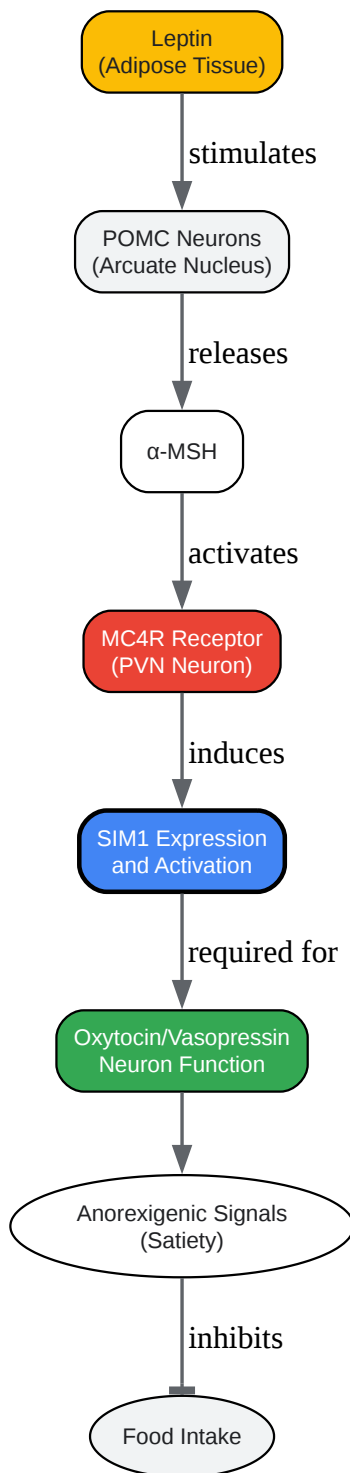 Leptin
(Adipose Tissue)
stimulates
POMC Neurons
(Arcuate Nucleus)
releases
α-MSH
activates
MC4R Receptor
(PVN Neuron)
induces
SIM1 Expression
and Activation
required for
Oxytocin/Vasopressin
Neuron Function
Anorexigenic Signals
(Satiety)
inhibits
Food Intake